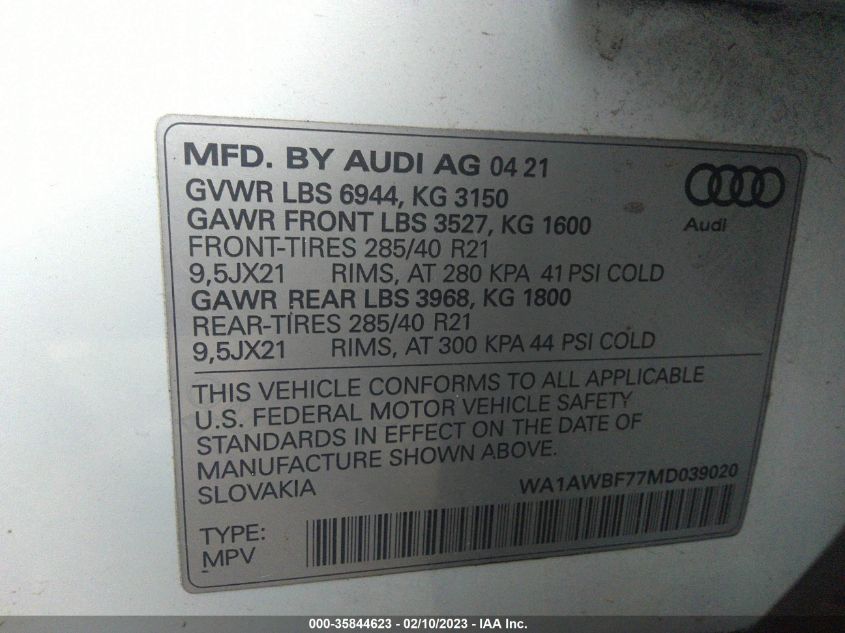 MFD. BY AUDI AG 04 21
GVWR LBS 6944, KG 3150
GAWR FRONT LBS 3527, KG 1600
FRONT-TIRES 285/40 R21
9,5JX21 RIMS, AT 280 KPA 41 PSI COLD
GAWR REAR LBS 3968, KG 1800
REAR-TIRES 285/40 R21
9,5JX21 RIMS, AT 300 KPA 44 PSI COLD
Audi
THIS VEHICLE CONFORMS TO ALL APPLICABLE
U.S. FEDERAL MOTOR VEHICLE SAFETY
STANDARDS IN EFFECT ON THE DATE OF
MANUFACTURE SHOWN ABOVE.
SLOVAKIA WA1AWBF77MD039020
TYPE:
MPV
000-35844623 - 02/10/2023 - IAA Inc.